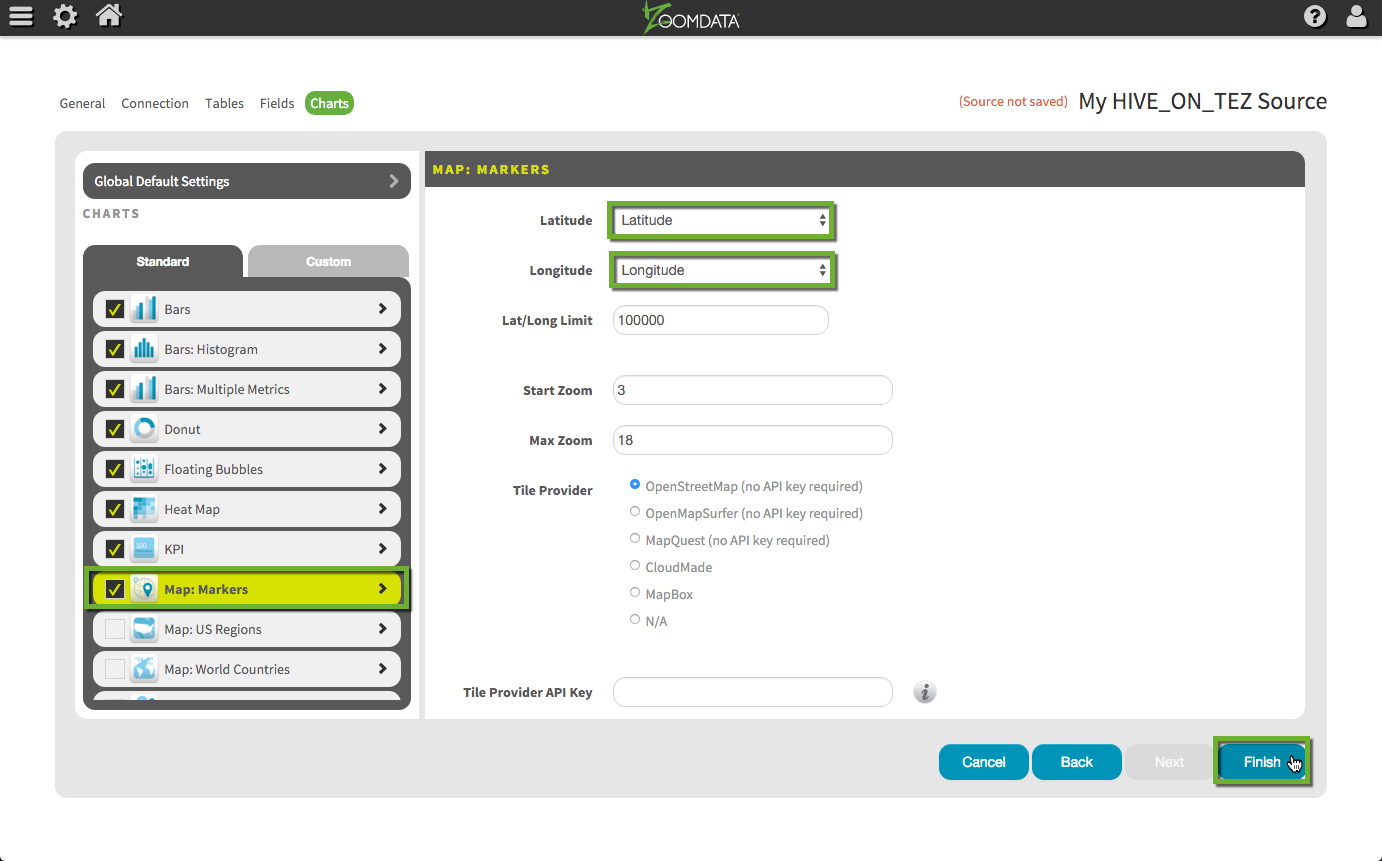 ZOOMDATA
?
General Connection Tables Fields Charts
(Source not saved) My HIVE_ON_TEZ Source
Global Default Settings
CHARTS
Standard Custom
Bars
Bars: Histogram
Bars: Multiple Metrics
Donut
Floating Bubbles
Heat Map
100
KPI
Map: Markers
Map: US Regions
Map: World Countries
MAP: MARKERS
Latitude Latitude
Longitude Longitude
Lat/Long Limit 100000
Start Zoom 3
Max Zoom 18
Tile Provider OpenStreetMap (no API key required)
OpenMapSurfer (no API key required)
MapQuest (no API key required)
CloudMade
MapBox
N/A
Tile Provider API Key i
Cancel Back Next Finish